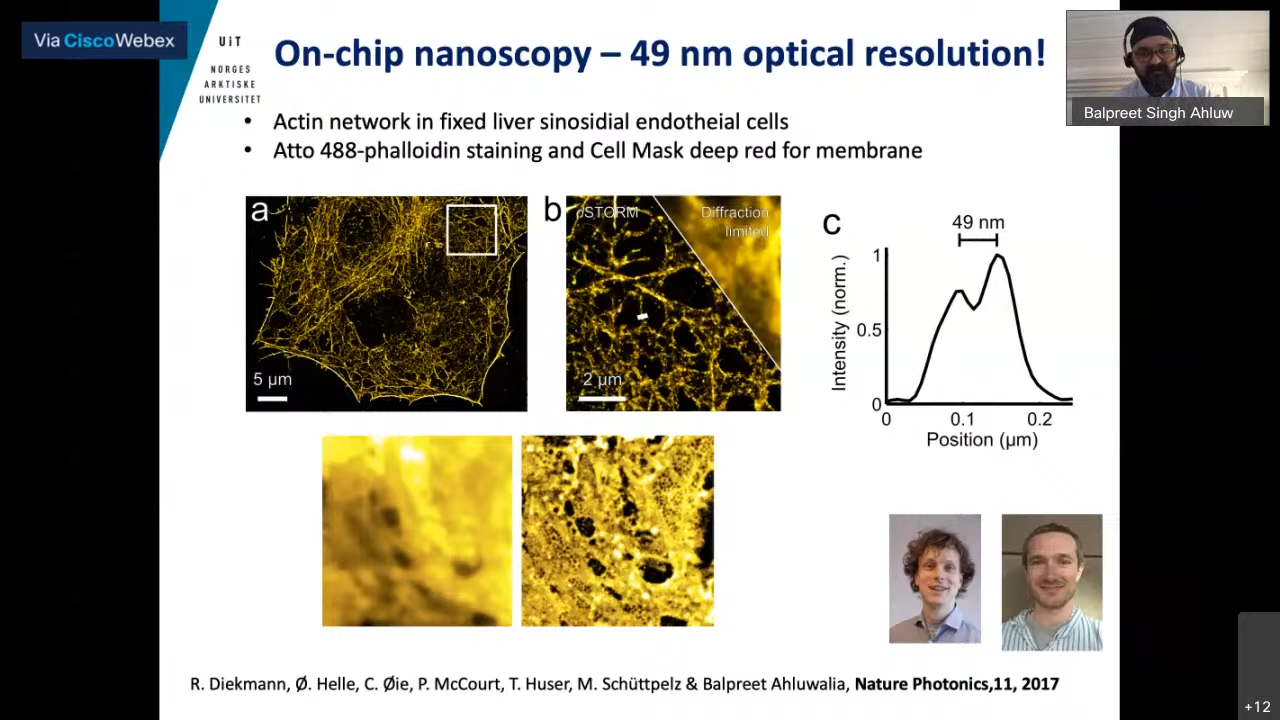 Via Cisco Webex
UiT
NORGES
ARKTISKE
UNIVERSITET
On-chip nanoscopy – 49 nm optical resolution!
Balpreet Singh Ahluw
• Actin network in fixed liver sinosidial endotheial cells
• Atto 488-phalloidin staining and Cell Mask deep red for membrane
a
5 µm
b
dSTORM
Diffraction
limited
2 µm
c
49 nm
Intensity (norm.)
1
0.5
0
0 0.1 0.2
Position (µm)
R. Diekmann, Ø. Helle, C. Øie, P. McCourt, T. Huser, M. Schüttpelz & Balpreet Ahluwalia, Nature Photonics,11, 2017
+12